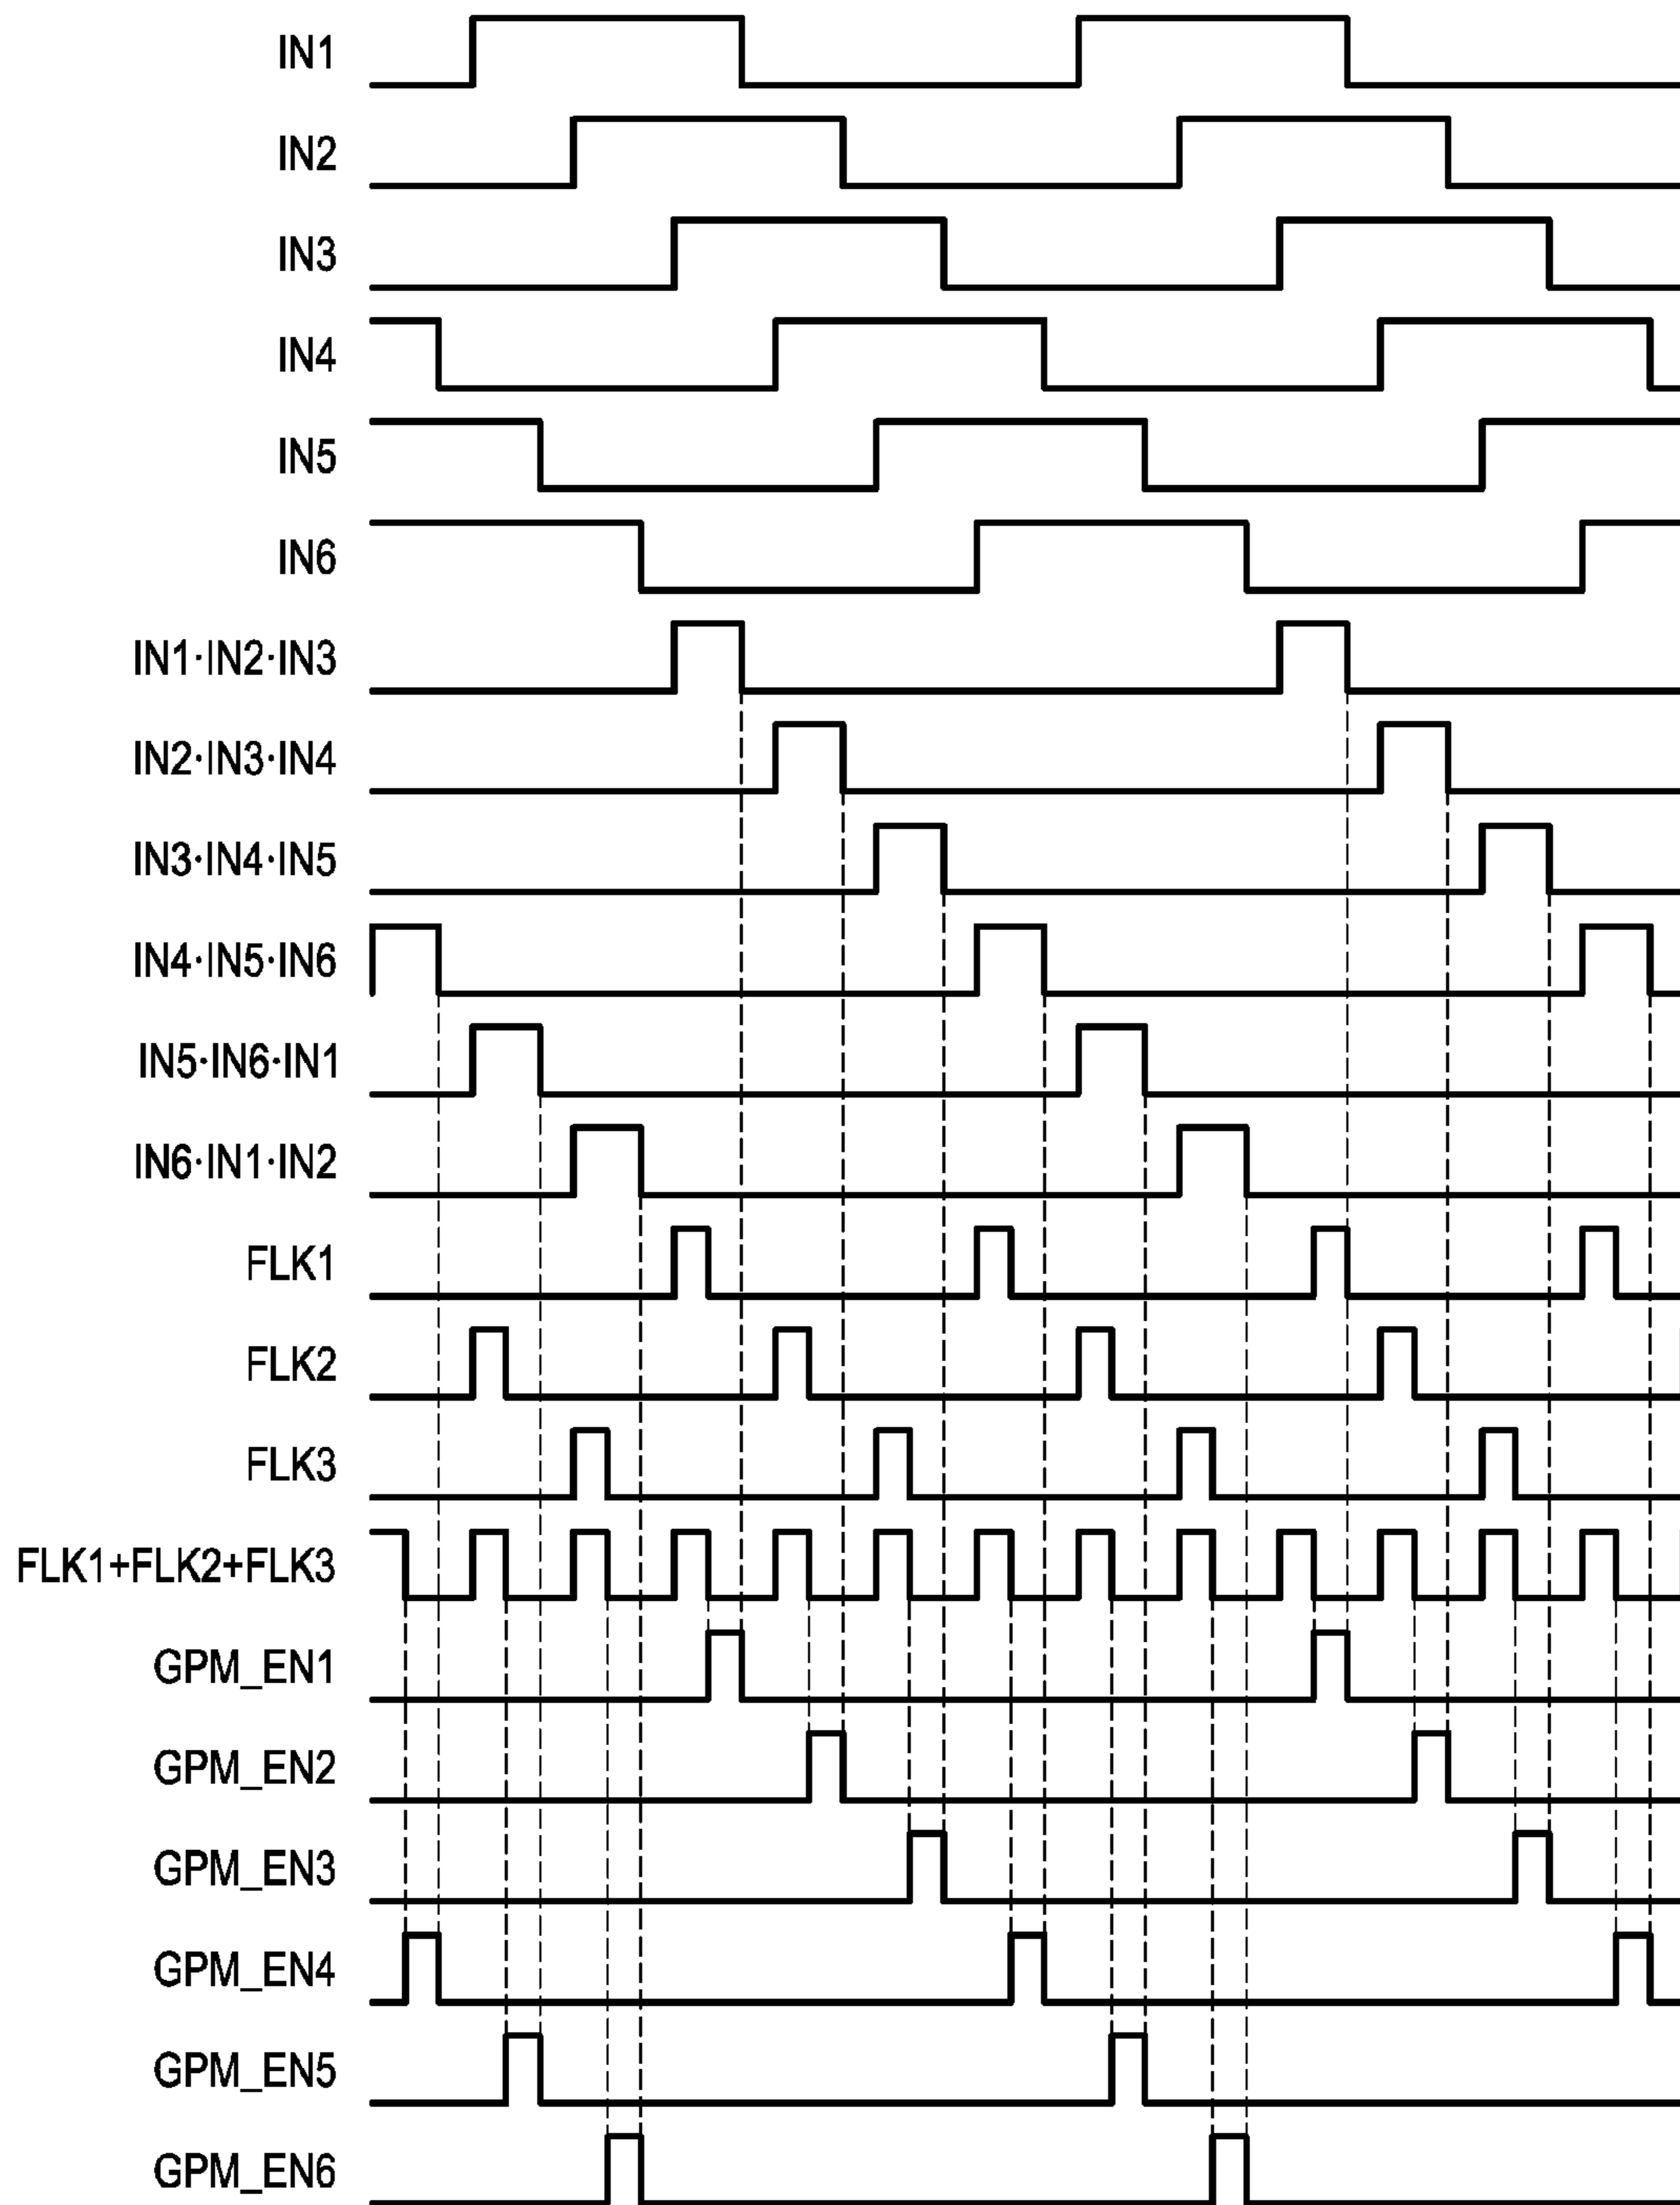 IN1
IN2
IN3
IN4
IN5
IN6
IN1·IN2·IN3
IN2·IN3·IN4
IN3·IN4·IN5
IN4·IN5·IN6
IN5·IN6·IN1
IN6·IN1·IN2
FLK1
FLK2
FLK3
FLK1+FLK2+FLK3
GPM_EN1
GPM_EN2
GPM_EN3
GPM_EN4
GPM_EN5
GPM_EN6